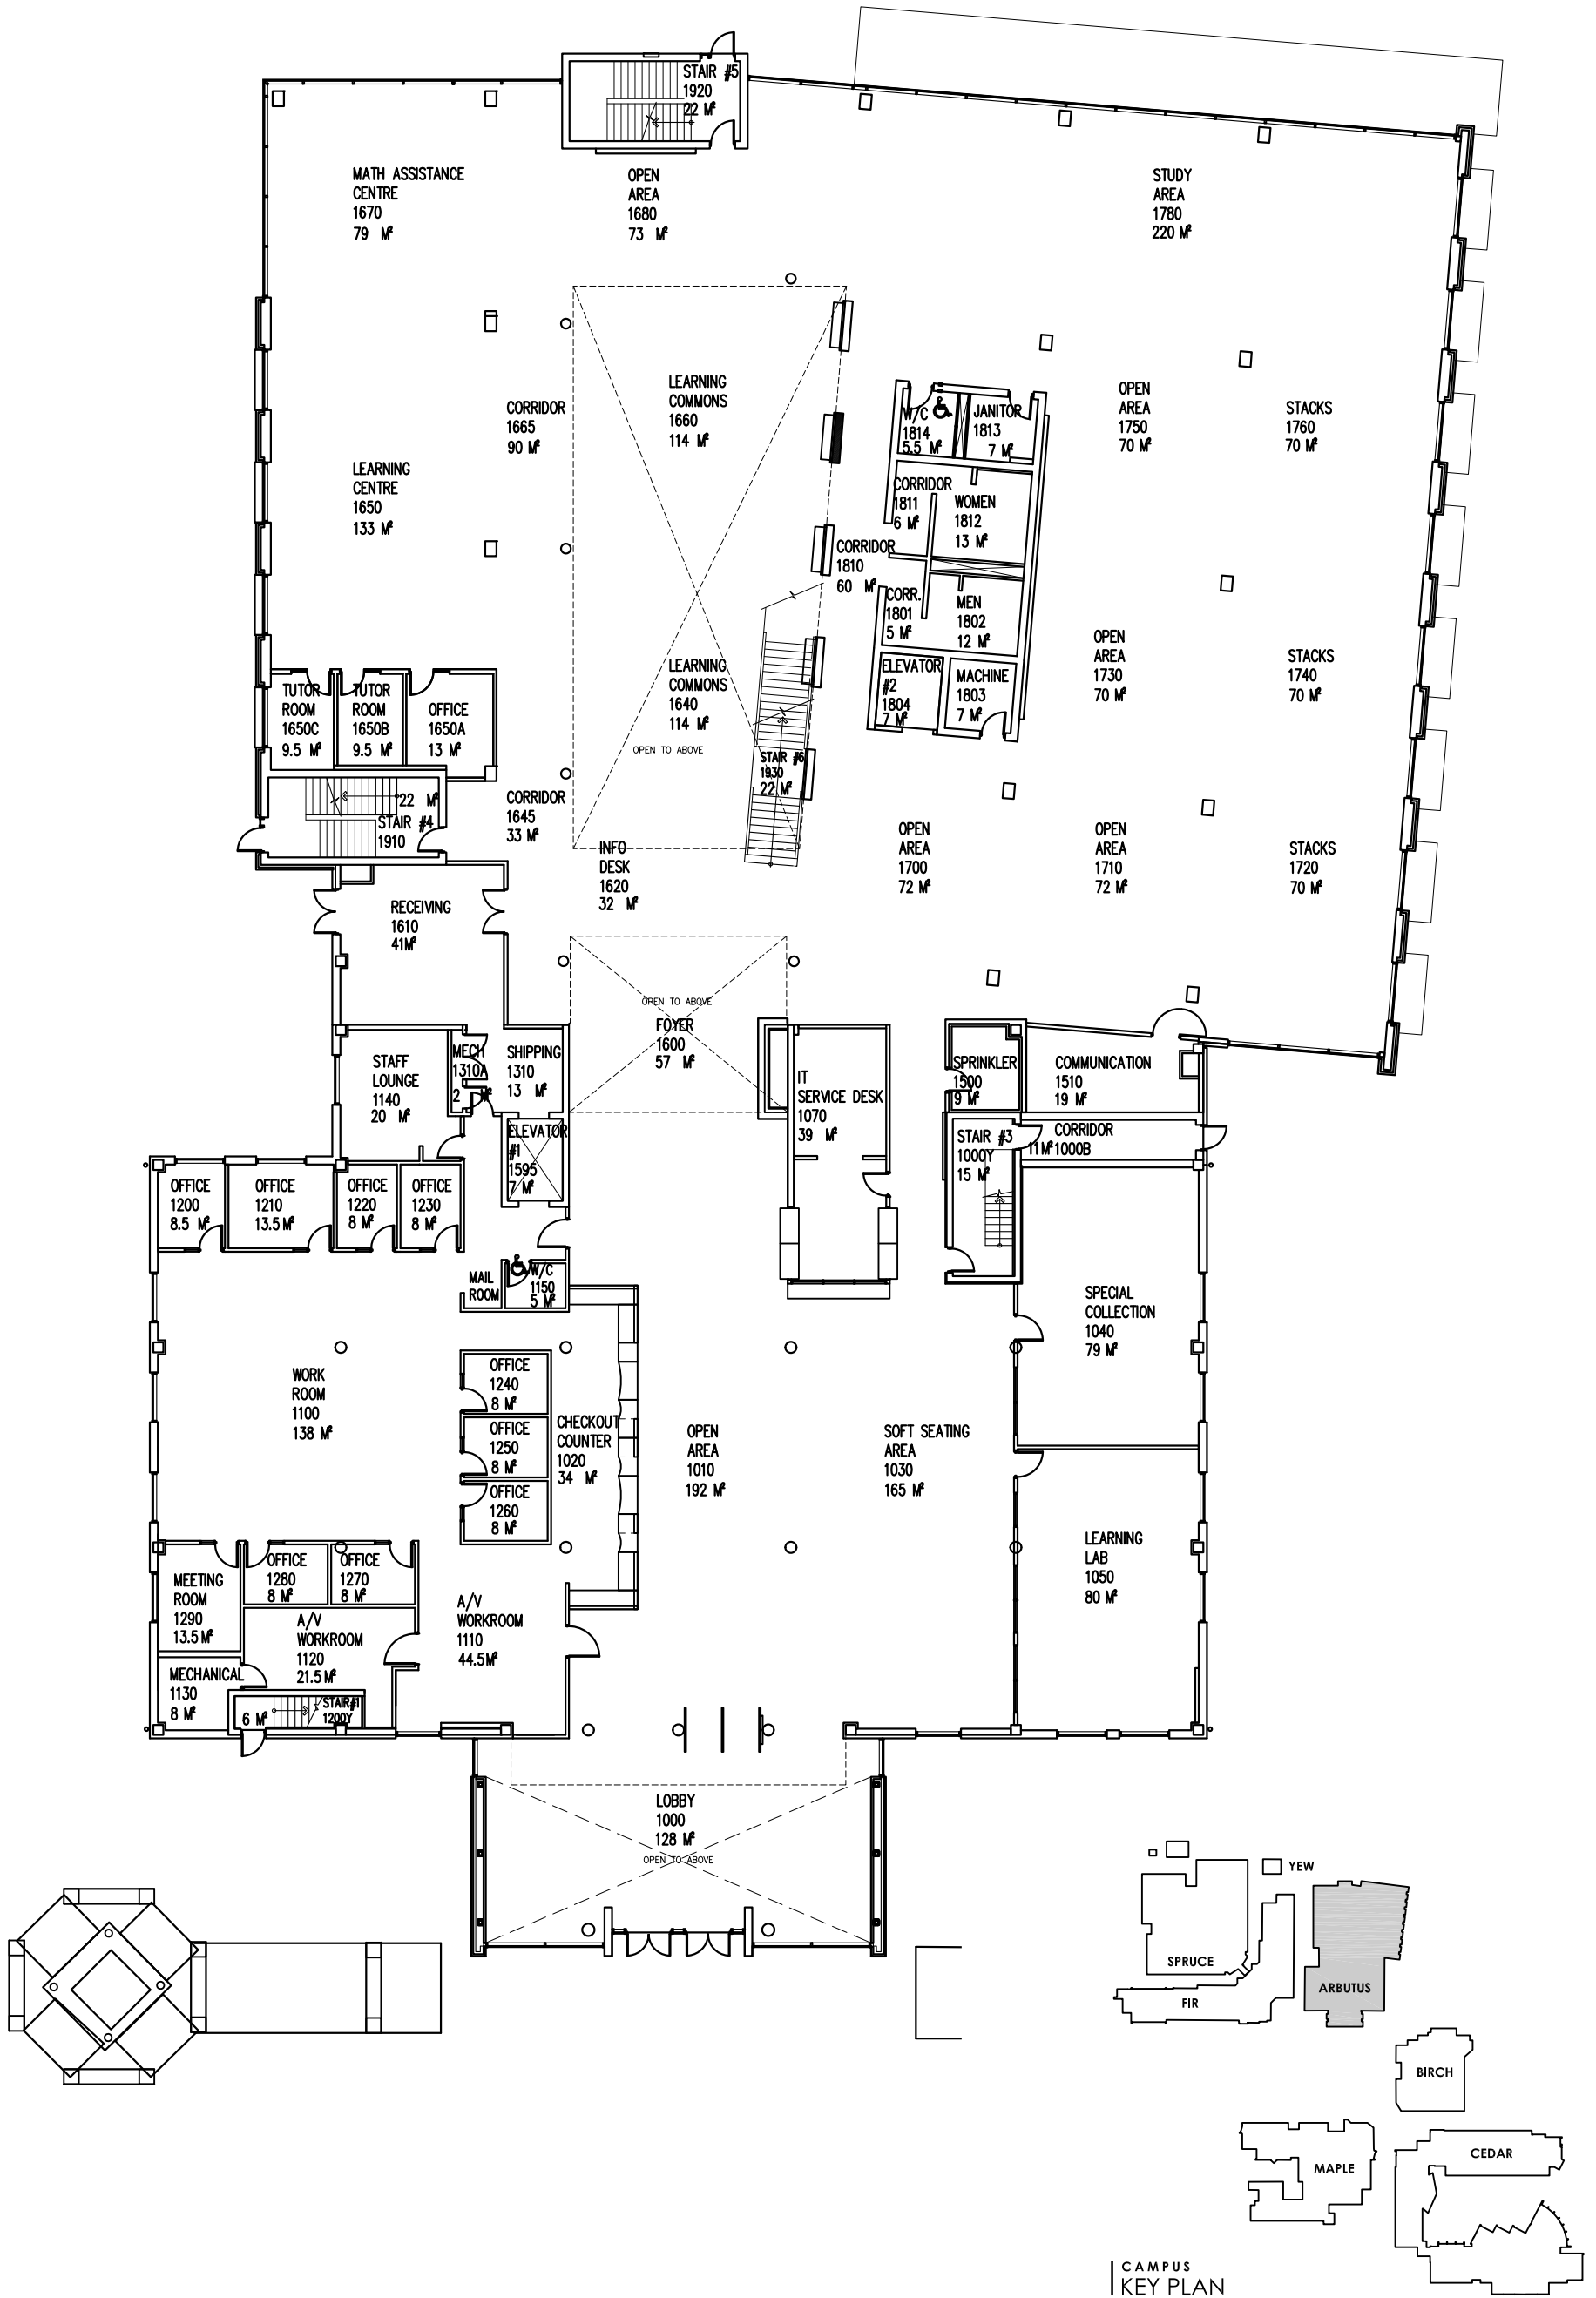 STAIR #5
1920
22 M²
MATH ASSISTANCE
CENTRE
1670
79 M²
OPEN
AREA
1680
73 M²
STUDY
AREA
1780
220 M²
LEARNING
COMMONS
1660
114 M²
CORRIDOR
1665
90 M²
W/C
1814
5.5 M²
JANITOR
1813
7 M²
OPEN
AREA
1750
70 M²
STACKS
1760
70 M²
LEARNING
CENTRE
1650
133 M²
CORRIDOR
1811
6 M²
WOMEN
1812
13 M²
CORRIDOR
1810
60 M²
CORR.
1801
5 M²
MEN
1802
12 M²
OPEN
AREA
1730
70 M²
STACKS
1740
70 M²
LEARNING
COMMONS
1640
114 M²
OPEN TO ABOVE
ELEVATOR
#2
1804
7 M²
MACHINE
1803
7 M²
TUTOR
ROOM
1650C
9.5 M²
TUTOR
ROOM
1650B
9.5 M²
OFFICE
1650A
13 M²
STAIR #6
1930
22 M²
22 M²
STAIR #4
1910
CORRIDOR
1645
33 M²
INFO
DESK
1620
32 M²
OPEN
AREA
1700
72 M²
OPEN
AREA
1710
72 M²
STACKS
1720
70 M²
RECEIVING
1610
41M²
OPEN TO ABOVE
FOYER
1600
57 M²
STAFF
LOUNGE
1140
20 M²
MECH
1310A
2 M²
SHIPPING
1310
13 M²
IT
SERVICE DESK
1070
39 M²
SPRINKLER
1500
9 M²
COMMUNICATION
1510
19 M²
ELEVATOR
#1
1595
7 M²
STAIR #3
1000Y
15 M²
CORRIDOR
11M² 1000B
OFFICE
1200
8.5 M²
OFFICE
1210
13.5M²
OFFICE
1220
8 M²
OFFICE
1230
8 M²
MAIL
ROOM
W/C
1150
5 M²
SPECIAL
COLLECTION
1040
79 M²
WORK
ROOM
1100
138 M²
OFFICE
1240
8 M²
OFFICE
1250
8 M²
OFFICE
1260
8 M²
CHECKOUT
COUNTER
1020
34 M²
OPEN
AREA
1010
192 M²
SOFT SEATING
AREA
1030
165 M²
LEARNING
LAB
1050
80 M²
MEETING
ROOM
1290
13.5M²
OFFICE
1280
8 M²
OFFICE
1270
8 M²
A/V
WORKROOM
1120
21.5M²
A/V
WORKROOM
1110
44.5M²
MECHANICAL
1130
8 M²
6 M²
STAIR#1
1200Y
LOBBY
1000
128 M²
OPEN TO ABOVE
YEW
SPRUCE
FIR
ARBUTUS
BIRCH
MAPLE
CEDAR
CAMPUS
KEY PLAN